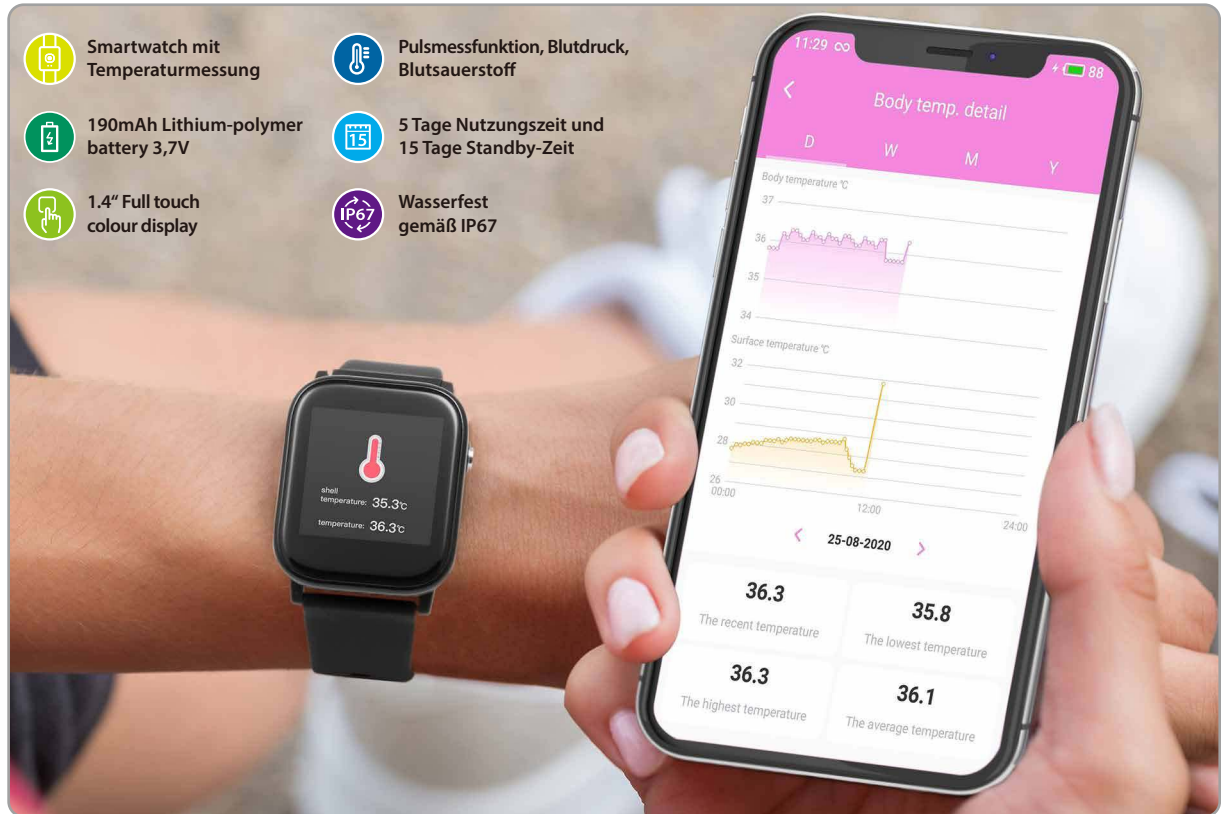 Smartwatch mit
Temperaturmessung
190mAh Lithium-polymer
battery 3,7V
1.4“ Full touch
colour display
Pulsmessfunktion, Blutdruck,
Blutsauerstoff
15
5 Tage Nutzungszeit und
15 Tage Standby-Zeit
IP67
Wasserfest
gemäß IP67
shell
temperature: 35.3°C
temperature: 36.3°C
11:29
88
Body temp. detail
D W M Y
Body temperature °C
37
36
35
34
Surface temperature °C
32
30
28
26
00:00 12:00 24:00
25-08-2020
36.3
The recent temperature
35.8
The lowest temperature
36.3
The highest temperature
36.1
The average temperature